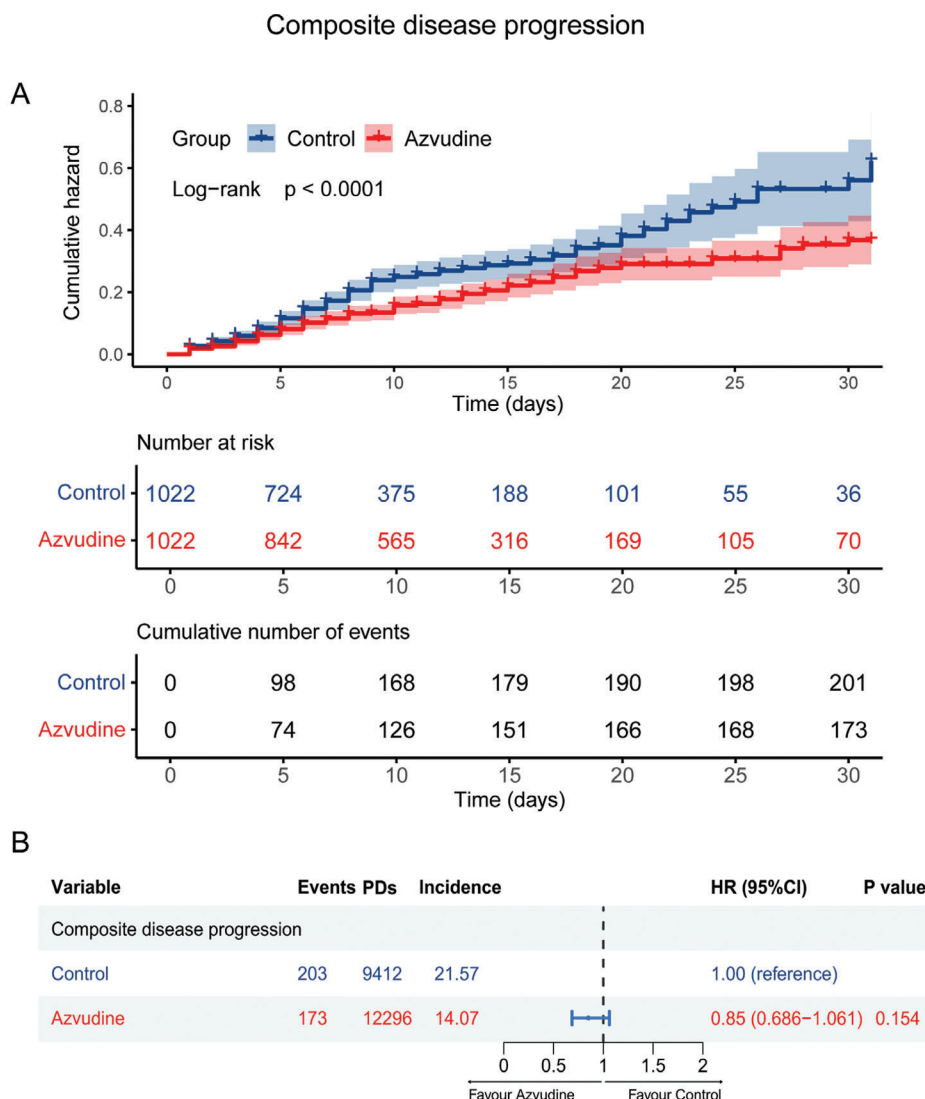 Composite disease progression
A
Cumulative hazard
0.8
0.6
0.4
0.2
0.0
Group Control Azvudine
Log-rank p < 0.0001
0 5 10 15 20 25 30
Time (days)
Number at risk
Control 1022 724 375 188 101 55 36
Azvudine 1022 842 565 316 169 105 70
0 5 10 15 20 25 30
Cumulative number of events
Control 0 98 168 179 190 198 201
Azvudine 0 74 126 151 166 168 173
0 5 10 15 20 25 30
Time (days)
B
Variable Events PDs Incidence HR (95%CI) P value
Composite disease progression
Control 203 9412 21.57 1.00 (reference)
Azvudine 173 12296 14.07 0.85 (0.686−1.061) 0.154
0 0.5 1 1.5 2
Favour Azvudine Favour Control